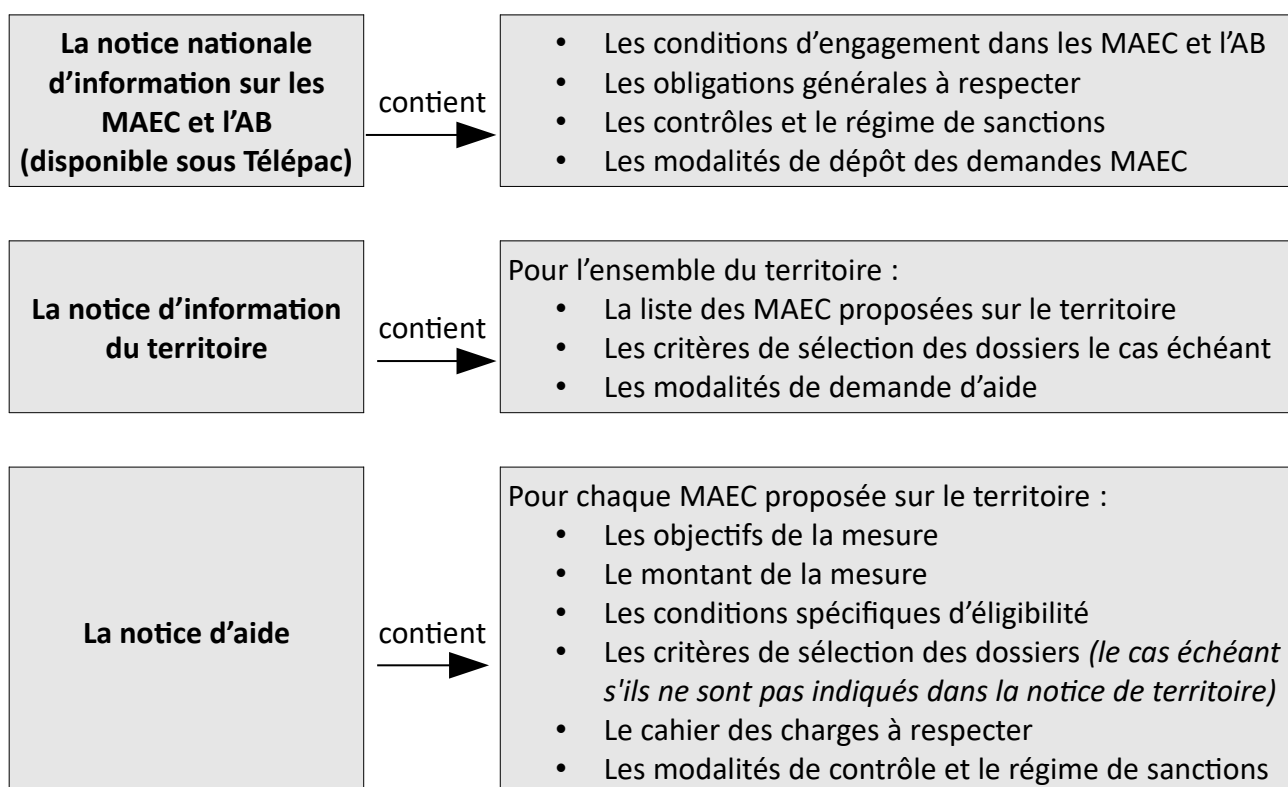 La notice nationale
d’information sur les
MAEC et l’AB
(disponible sous Télépac)
contient
• Les conditions d’engagement dans les MAEC et l’AB
• Les obligations générales à respecter
• Les contrôles et le régime de sanctions
• Les modalités de dépôt des demandes MAEC
La notice d’information
du territoire
contient
Pour l’ensemble du territoire :
• La liste des MAEC proposées sur le territoire
• Les critères de sélection des dossiers le cas échéant
• Les modalités de demande d’aide
La notice d’aide
contient
Pour chaque MAEC proposée sur le territoire :
• Les objectifs de la mesure
• Le montant de la mesure
• Les conditions spécifiques d’éligibilité
• Les critères de sélection des dossiers (le cas échéant
s'ils ne sont pas indiqués dans la notice de territoire)
• Le cahier des charges à respecter
• Les modalités de contrôle et le régime de sanctions